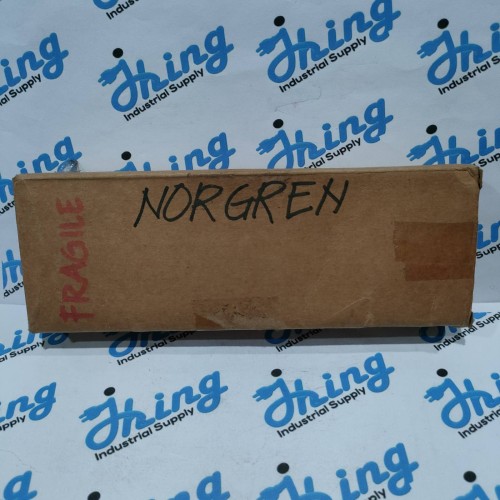 Jhing
Industrial Supply
NORGREN
FRAGILE